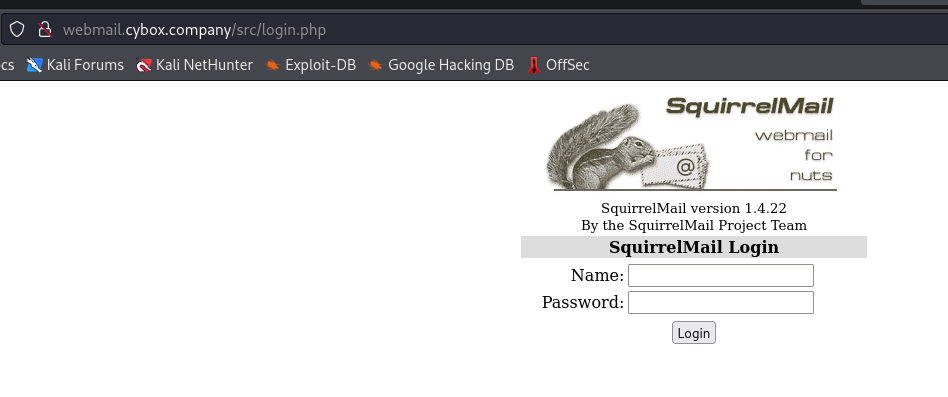 webmail.cybox.company/src/login.php
cs Kali Forums Kali NetHunter Exploit-DB Google Hacking DB OffSec
SquirrelMail
webmail
for
nuts
@
SquirrelMail version 1.4.22
By the SquirrelMail Project Team
SquirrelMail Login
Name:
Password:
Login